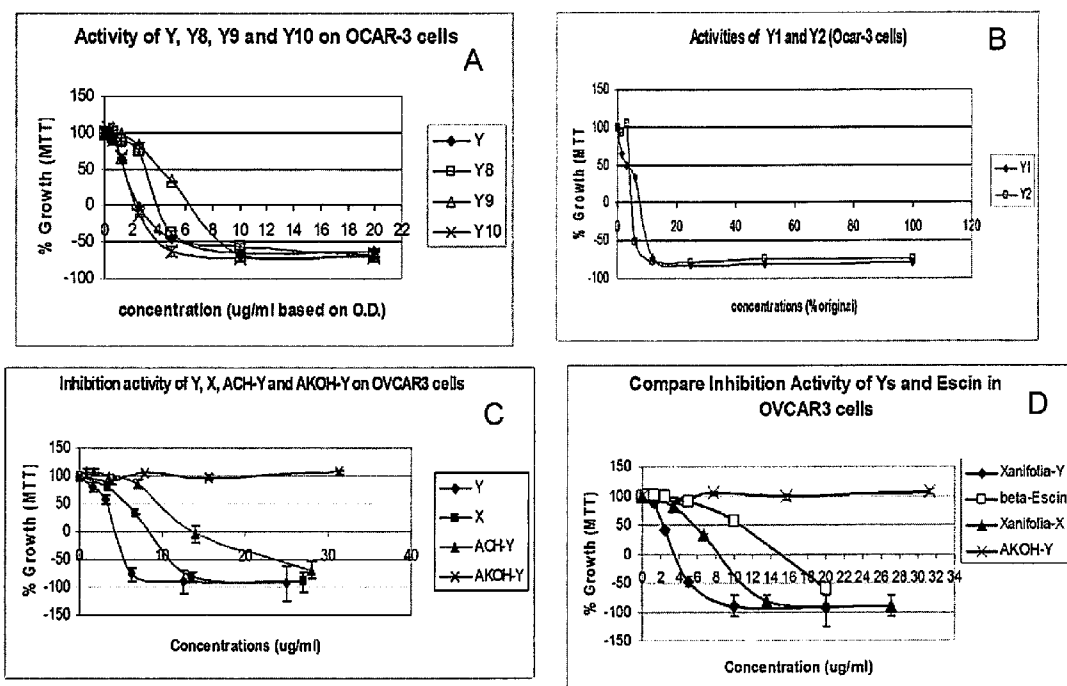 Activity of Y, Y8, Y9 and Y10 on OCAR-3 cells
A
% Growth (MTT)
150
100
50
0
-50
-100
0 2 4 6 8 10 12 14 16 18 20 22
concentration (ug/ml based on O.D.)
Y
Y8
Y9
Y10
Activities of Y1 and Y2 (Ocar-3 cells)
B
% Growth (MTT
150
100
50
0
-50
-100
20 40 60 80 100 120
concentrations (%original)
Y1
Y2
Inhibition activity of Y, X, ACH-Y and AKOH-Y on OVCAR3 cells
C
% Growth (MTT)
150
100
50
0
-50
-100
-150
0 10 20 30 40
Concentrations (ug/ml)
Y
X
ACH-Y
AKOH-Y
Compare Inhibition Activity of Ys and Escin in
OVCAR3 cells
D
% Growth (MTT)
150
100
50
0
-50
-100
-150
0 2 4 6 8 10 12 14 16 18 20 22 24 26 28 30 32 34
Concentration (ug/ml)
Xanifolia-Y
beta-Escin
Xanifolia-X
AKOH-Y